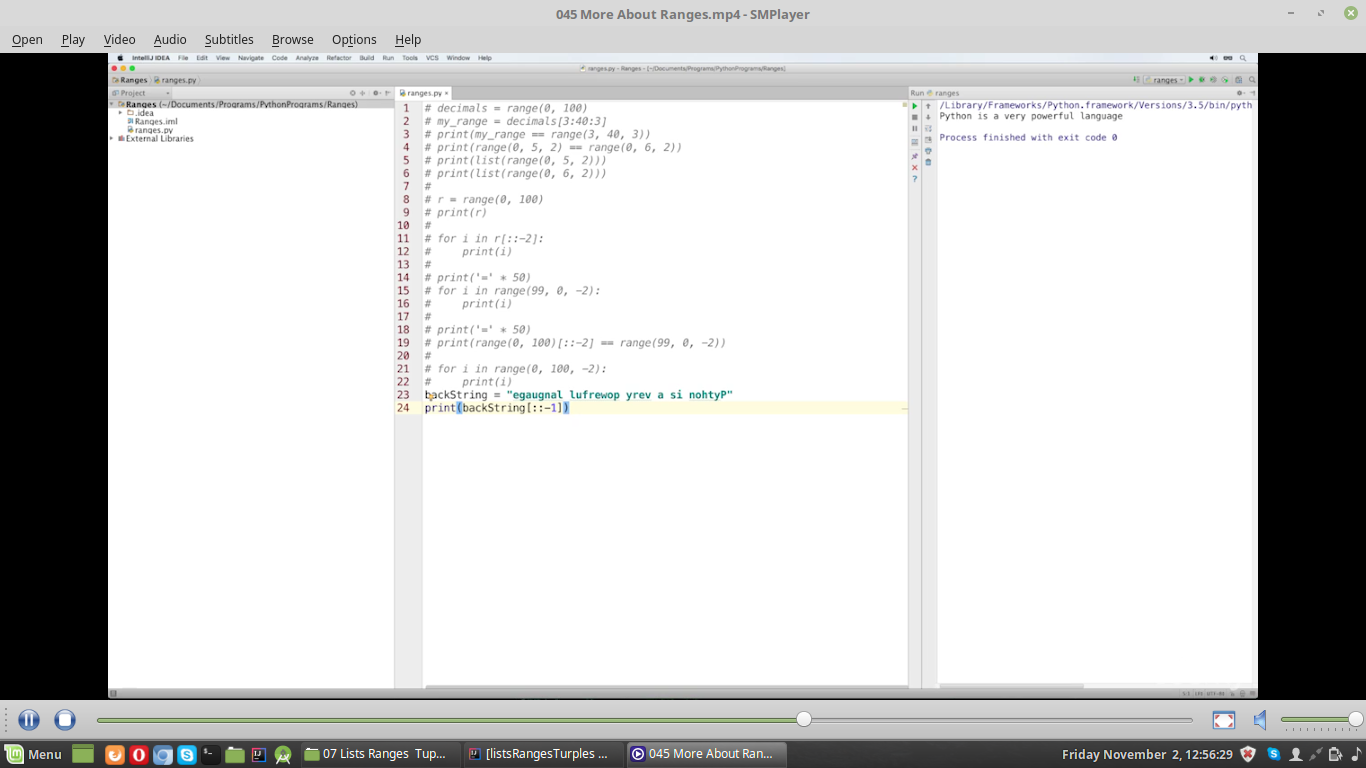 045 More About Ranges.mp4 - SMPlayer
Open Play Video Audio Subtitles Browse Options Help
IntelliJ IDEA File Edit View Navigate Code Analyze Refactor Build Run Tools VCS Window Help
ranges.py - Ranges - [~/Documents/Programs/PythonPrograms/Ranges]
Ranges ranges.py
ranges
Project
ranges.py
Run ranges
Ranges (~/Documents/Programs/PythonPrograms/Ranges)
.idea
Ranges.iml
ranges.py
External Libraries
1 # decimals = range(0, 100)
2 # my_range = decimals[3:40:3]
3 # print(my_range == range(3, 40, 3))
4 # print(range(0, 5, 2) == range(0, 6, 2))
5 # print(list(range(0, 5, 2)))
6 # print(list(range(0, 6, 2)))
7 #
8 # r = range(0, 100)
9 # print(r)
10 #
11 # for i in r[::-2]:
12 #     print(i)
13 #
14 # print('=' * 50)
15 # for i in range(99, 0, -2):
16 #     print(i)
17 #
18 # print('=' * 50)
19 # print(range(0, 100)[::-2] == range(99, 0, -2))
20 #
21 # for i in range(0, 100, -2):
22 #     print(i)
23 backString = "egaugnal lufrewop yrev a si nohtyP"
24 print(backString[::-1])
/Library/Frameworks/Python.framework/Versions/3.5/bin/pyth
Python is a very powerful language
Process finished with exit code 0
Menu
07 Lists Ranges Tup...
[listsRangesTurples ...
045 More About Ran...
Friday November 2, 12:56:29